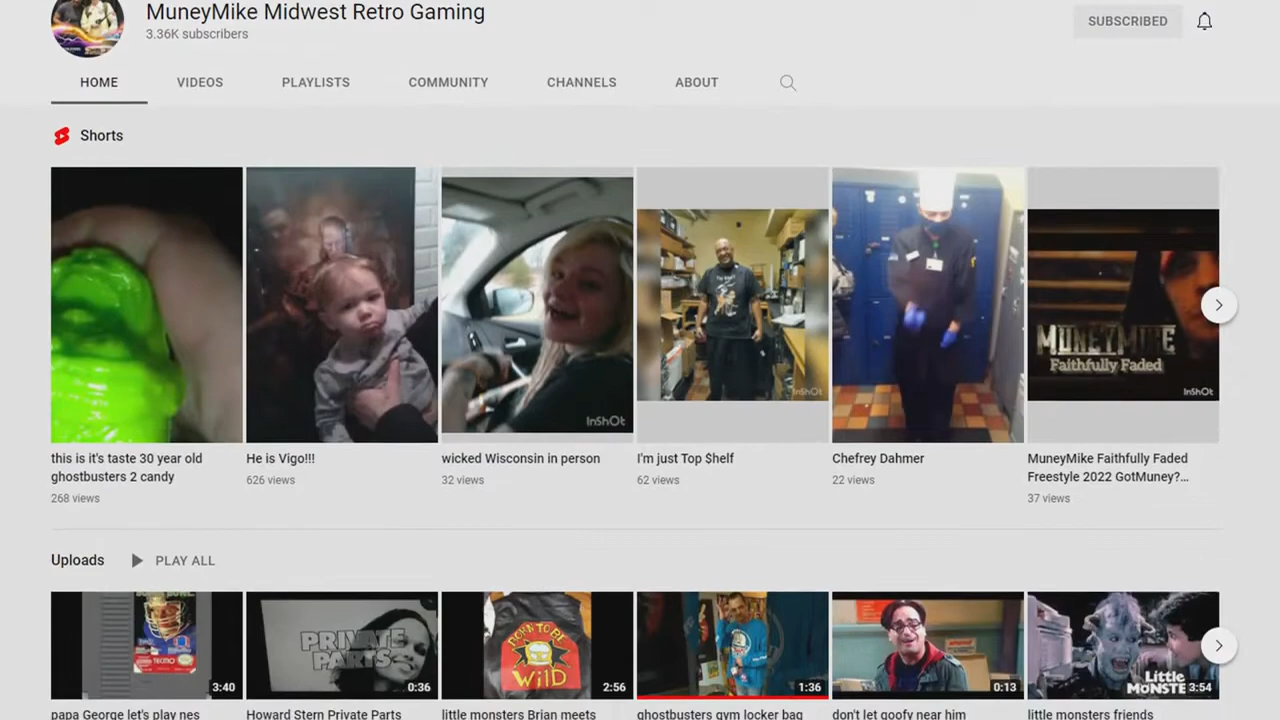 MuneyMike Midwest Retro Gaming
3.36K subscribers
SUBSCRIBED
HOME
VIDEOS
PLAYLISTS
COMMUNITY
CHANNELS
ABOUT
Shorts
InShOt
InShOt
MUNEYMIKE
Faithfully Faded
InShOt
this is it's taste 30 year old
ghostbusters 2 candy
268 views
He is Vigo!!!
626 views
wicked Wisconsin in person
32 views
I'm just Top $helf
62 views
Chefrey Dahmer
22 views
MuneyMike Faithfully Faded
Freestyle 2022 GotMuney?...
37 views
Uploads
PLAY ALL
TECMO
3:40
PRIVATE
PARTS
0:36
BORN TO BE
WilD
2:56
1:36
0:13
Little
MONSTE
3:54
papa George let's play nes
Howard Stern Private Parts
little monsters Brian meets
ghostbusters gym locker bag
don't let goofy near him
little monsters friends